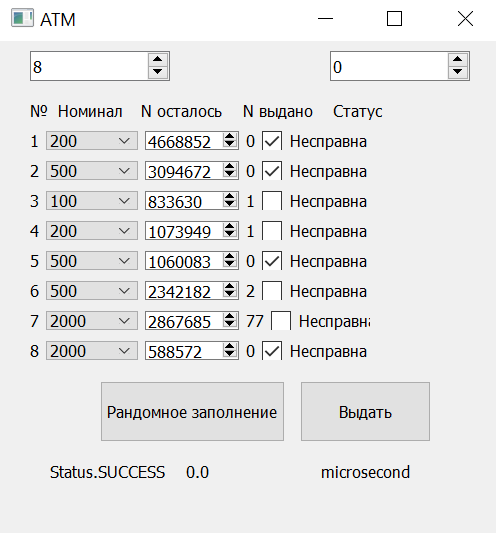 ATM
8 0
№ Номинал N осталось N выдано Статус
1 200 4668852 0 Несправна
2 500 3094672 0 Несправна
3 100 833630 1 Несправна
4 200 1073949 1 Несправна
5 500 1060083 0 Несправна
6 500 2342182 2 Несправна
7 2000 2867685 77 Несправна
8 2000 588572 0 Несправна
Рандомное заполнение Выдать
Status.SUCCESS 0.0 microsecond